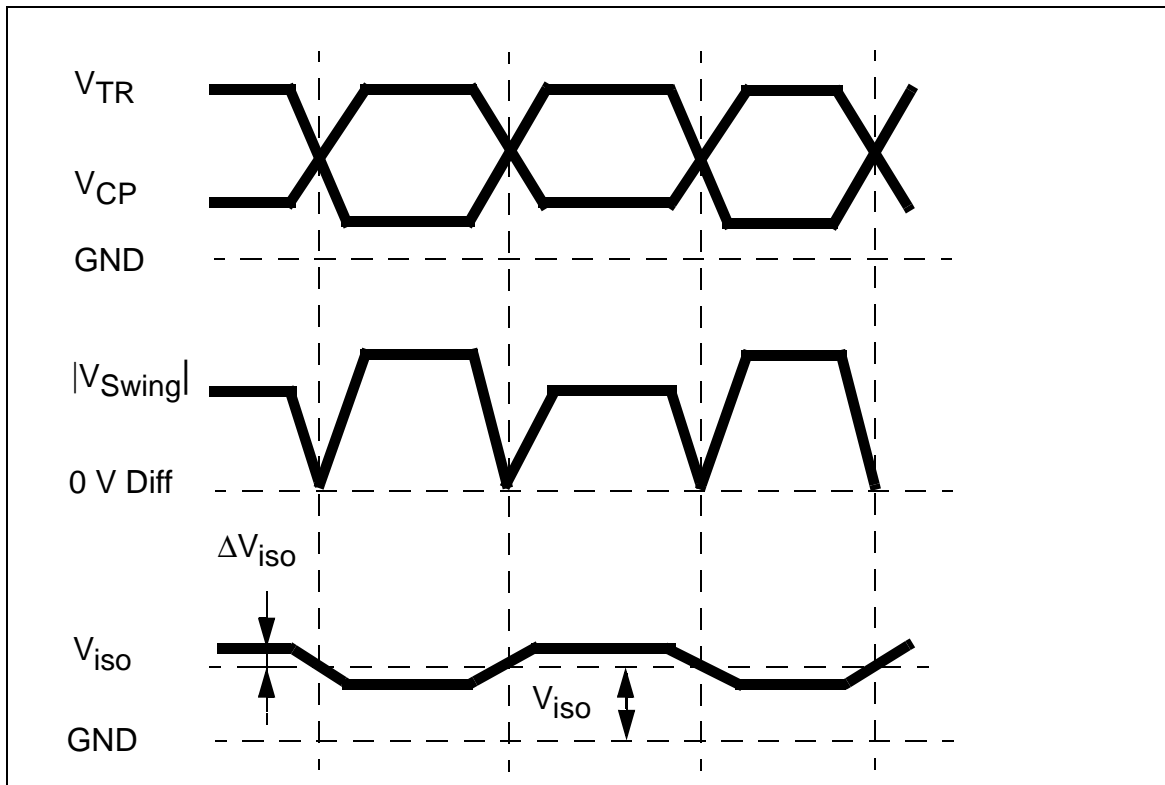 V_TR
V_CP
GND
|V_Swing|
0 V Diff
ΔV_iso
V_iso
V_iso
GND